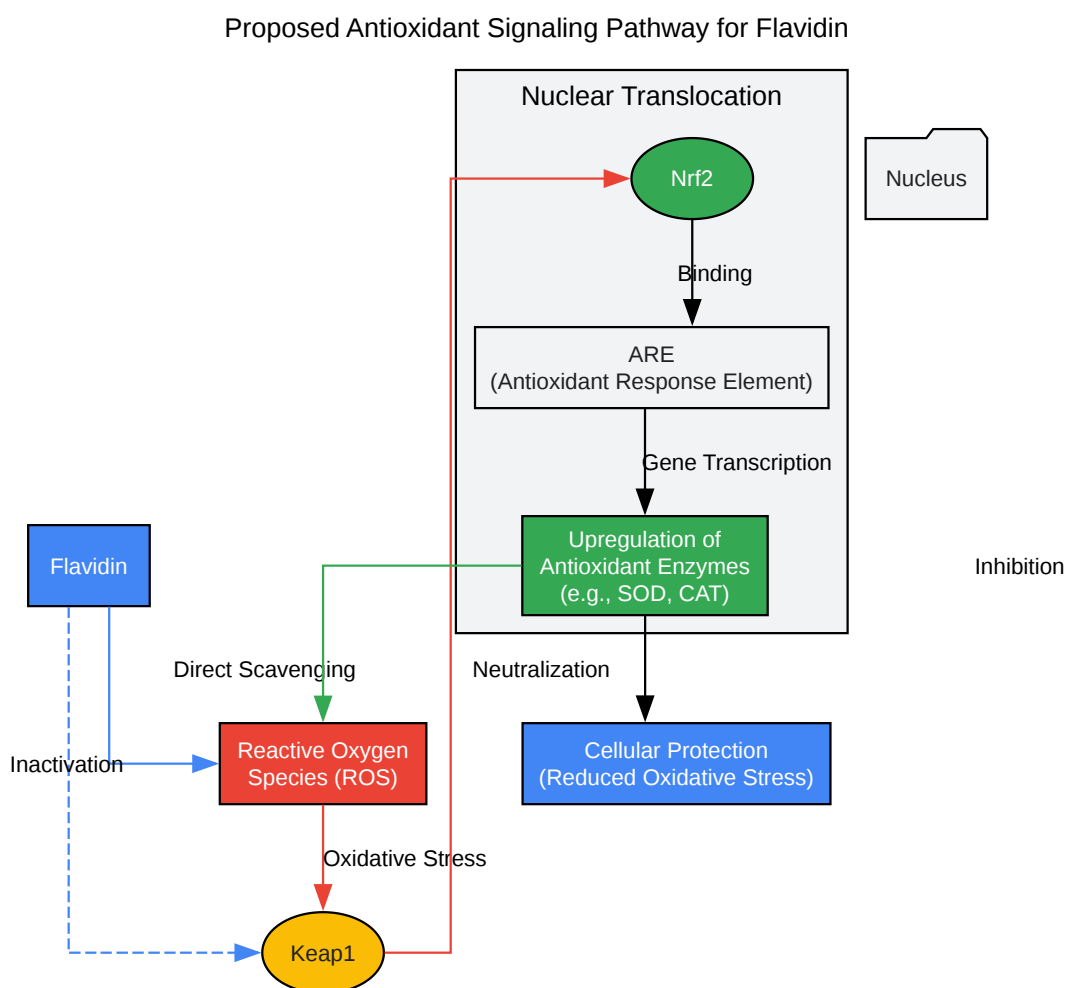 Proposed Antioxidant Signaling Pathway for Flavidin
Nuclear Translocation
Nrf2
Nucleus
Binding
ARE
(Antioxidant Response Element)
Gene Transcription
Flavidin
Upregulation of
Antioxidant Enzymes
(e.g., SOD, CAT)
Inhibition
Direct Scavenging
Neutralization
Inactivation
Reactive Oxygen
Species (ROS)
Cellular Protection
(Reduced Oxidative Stress)
Oxidative Stress
Keap1